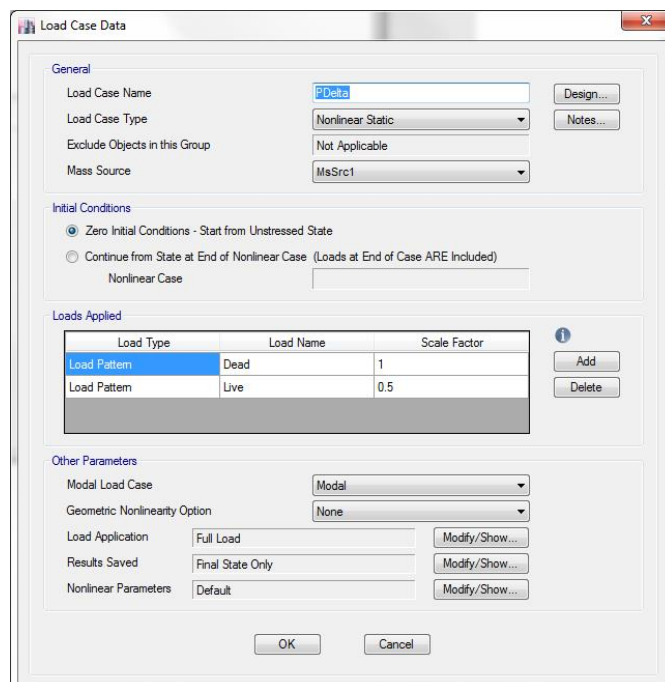 Load Case Data
General
Load Case Name PDelta Design...
Load Case Type Nonlinear Static Notes...
Exclude Objects in this Group Not Applicable
Mass Source MsSrc1
Initial Conditions
Zero Initial Conditions - Start from Unstressed State
Continue from State at End of Nonlinear Case (Loads at End of Case ARE Included)
Nonlinear Case
Loads Applied
Load Type Load Name Scale Factor
Load Pattern Dead 1 Add
Load Pattern Live 0.5 Delete
Other Parameters
Modal Load Case Modal
Geometric Nonlinearity Option None
Load Application Full Load Modify/Show...
Results Saved Final State Only Modify/Show...
Nonlinear Parameters Default Modify/Show...
OK Cancel